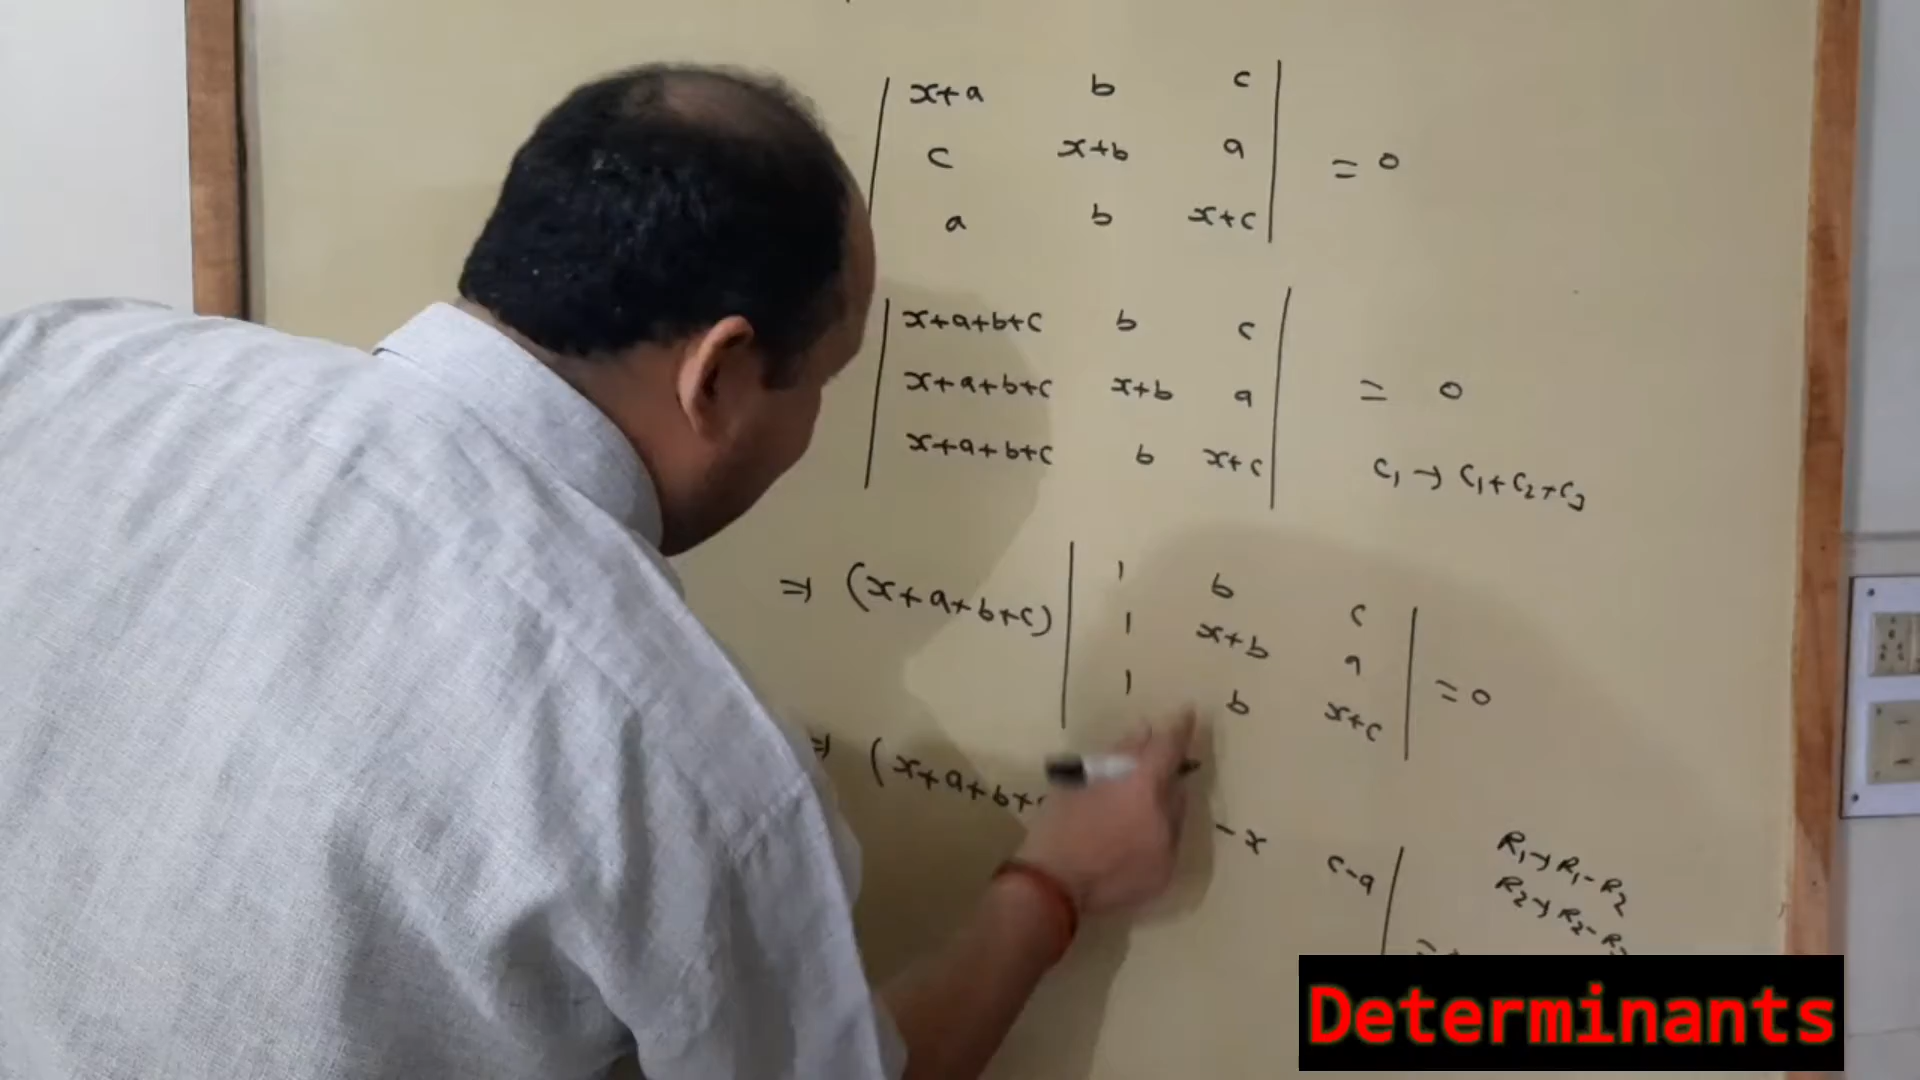 x+a b c
c x+b a = 0
a b x+c
x+a+b+c b c
x+a+b+c x+b a = 0
x+a+b+c b x+c C₁ → C₁+C₂+C₃
⇒ (x+a+b+c) 1 b c
1 x+b a = 0
1 b x+c
⇒ (x+a+b+
-x c-a R₁→R₁-R₂
R₂→R₂-R₃
=
Determinants